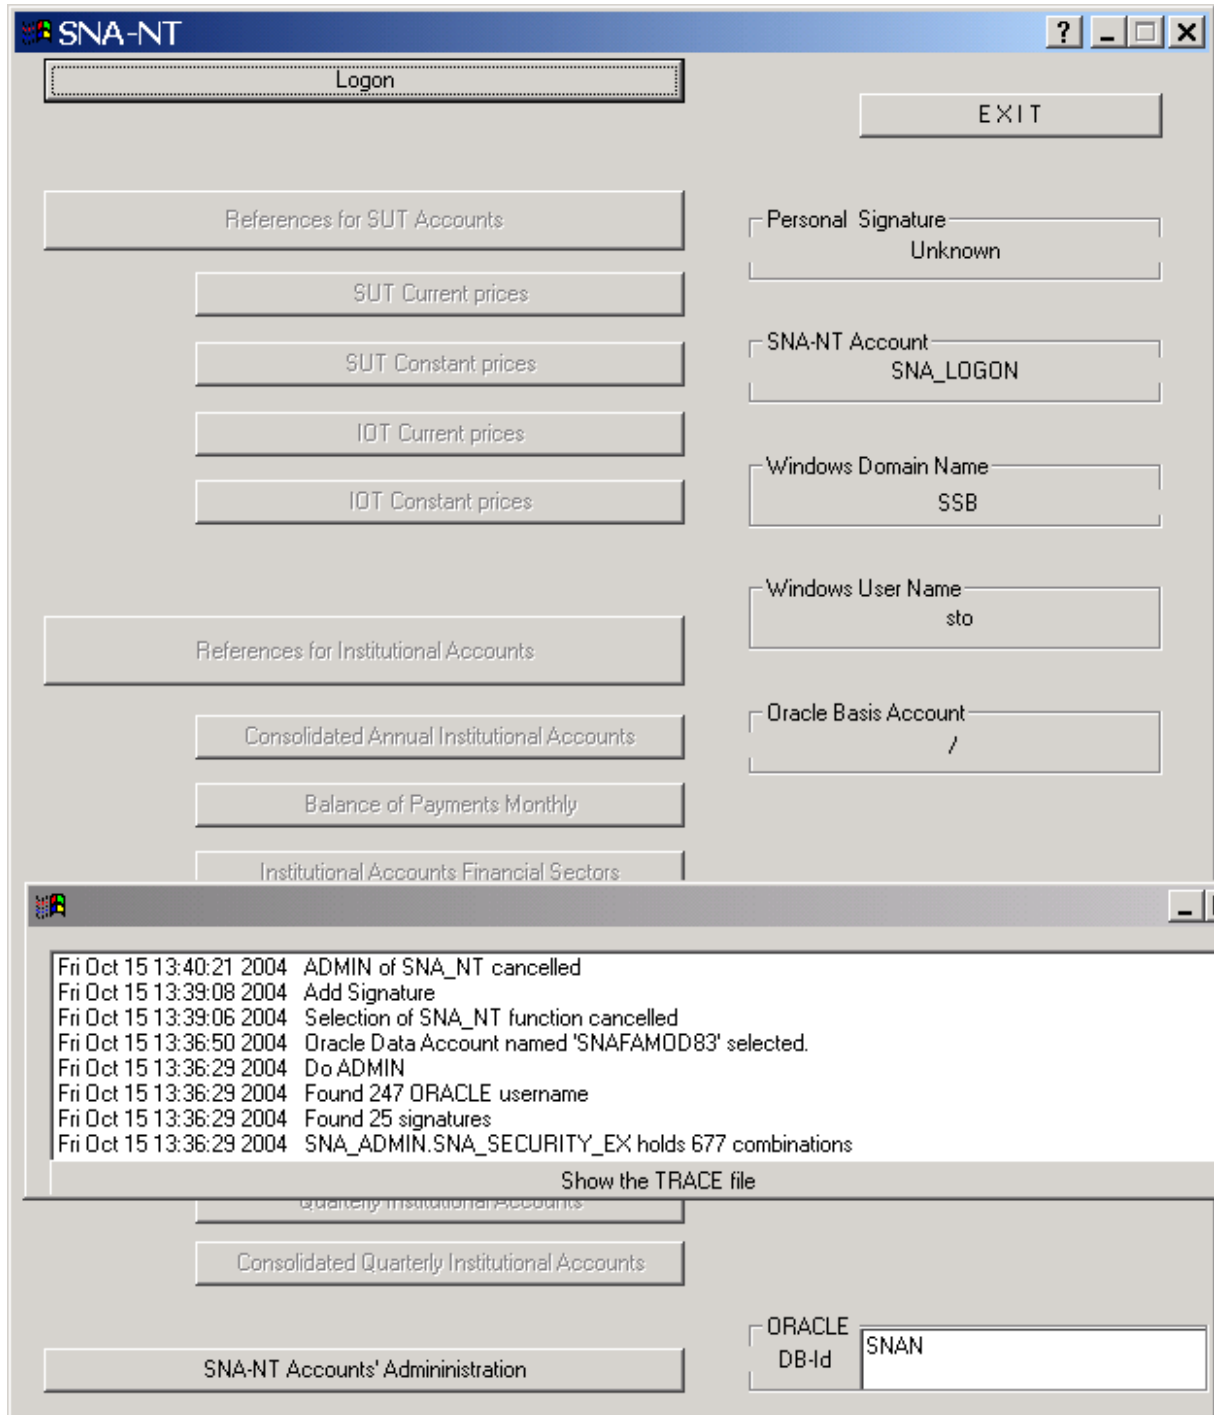 SNA-NT
Logon
EXIT
References for SUT Accounts
SUT Current prices
SUT Constant prices
IOT Current prices
IOT Constant prices
Personal Signature
Unknown
SNA-NT Account
SNA_LOGON
Windows Domain Name
SSB
Windows User Name
sto
Oracle Basis Account
/
References for Institutional Accounts
Consolidated Annual Institutional Accounts
Balance of Payments Monthly
Institutional Accounts Financial Sectors
Fri Oct 15 13:40:21 2004 ADMIN of SNA_NT cancelled
Fri Oct 15 13:39:08 2004 Add Signature
Fri Oct 15 13:39:06 2004 Selection of SNA_NT function cancelled
Fri Oct 15 13:36:50 2004 Oracle Data Account named 'SNAFAMOD83' selected.
Fri Oct 15 13:36:29 2004 Do ADMIN
Fri Oct 15 13:36:29 2004 Found 247 ORACLE username
Fri Oct 15 13:36:29 2004 Found 25 signatures
Fri Oct 15 13:36:29 2004 SNA_ADMIN.SNA_SECURITY_EX holds 677 combinations
Show the TRACE file
Quarterly Institutional Accounts
Consolidated Quarterly Institutional Accounts
SNA-NT Accounts' Admininistration
ORACLE
DB-Id
SNAN